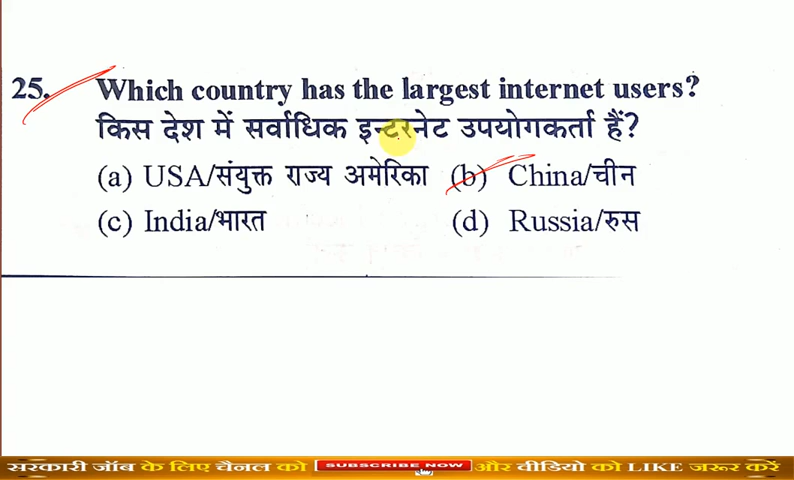 25. Which country has the largest internet users?
किस देश में सर्वाधिक इन्टरनेट उपयोगकर्ता हैं?
(a) USA/संयुक्त राज्य अमेरिका (b) China/चीन
(c) India/भारत (d) Russia/रुस
सरकारी जॉब के लिए चैनल को SUBSCRIBE NOW और वीडियो को LIKE जरूर करें